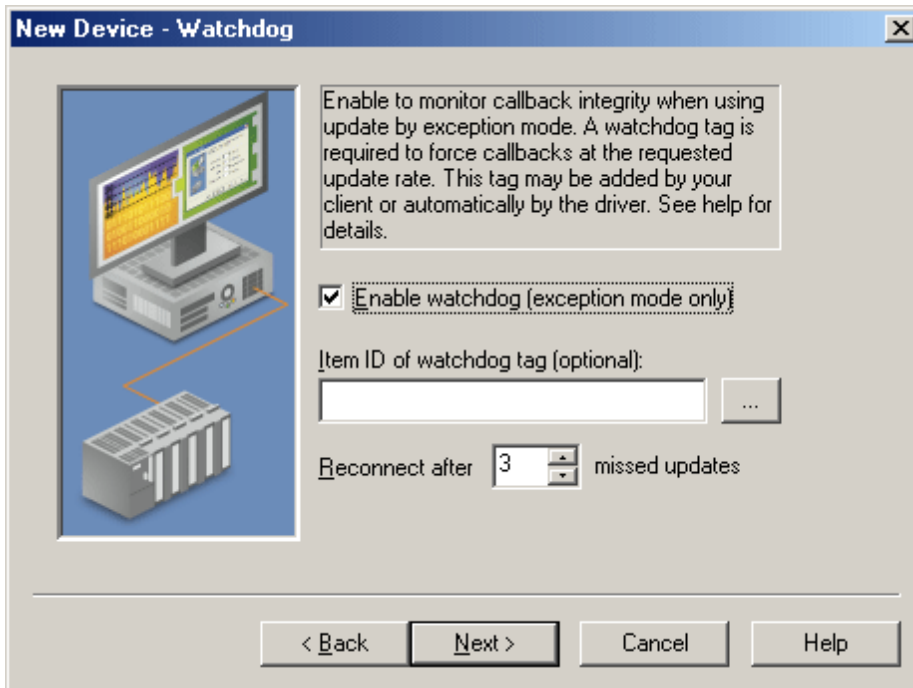 New Device - Watchdog
Enable to monitor callback integrity when using
update by exception mode. A watchdog tag is
required to force callbacks at the requested
update rate. This tag may be added by your
client or automatically by the driver. See help for
details.
Enable watchdog (exception mode only)
Item ID of watchdog tag (optional):
...
Reconnect after 3 missed updates
< Back Next > Cancel Help